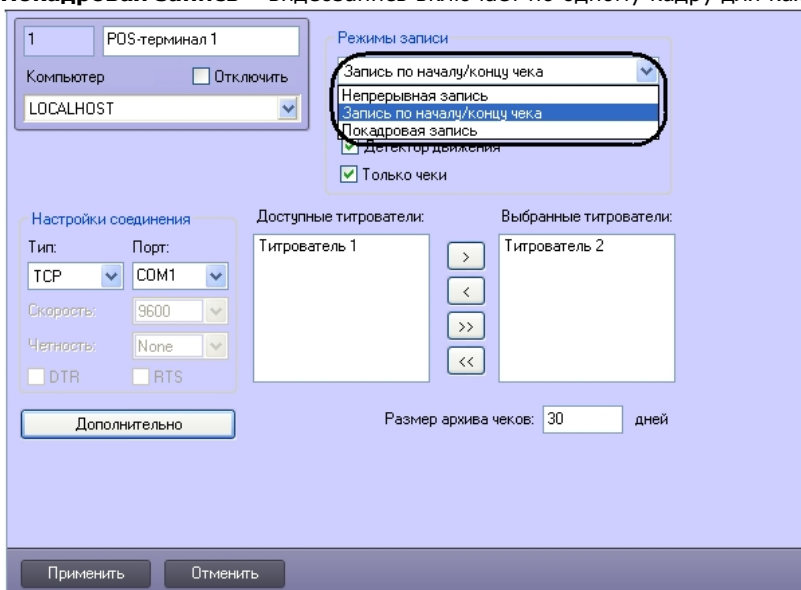 Покадровая запись – видеозапись включает по одному кадру для
1 POS-терминал 1
Компьютер Отключить
LOCALHOST
Режимы записи
Запись по началу/концу чека
Непрерывная запись
Запись по началу/концу чека
Покадровая запись
Детектор движения
Только чеки
Настройки соединения
Тип: Порт:
TCP COM1
Скорость: 9600
Четность: None
DTR RTS
Доступные титрователи: Выбранные титрователи:
Титрователь 1 Титрователь 2
>
<
>>
<<
Дополнительно
Размер архива чеков: 30 дней
Применить Отменить